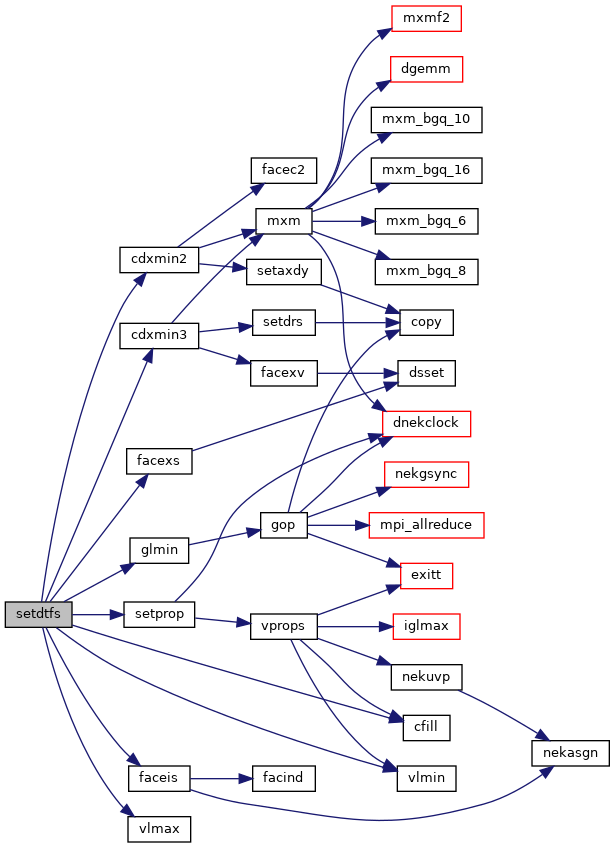 mxmf2
dgemm
mxm_bgq_10
facec2
mxm_bgq_16
mxm
mxm_bgq_6
cdxmin2
setaxdy
mxm_bgq_8
setdrs
copy
cdxmin3
facexv
dsset
dnekclock
facexs
nekgsync
gop
mpi_allreduce
glmin
exitt
setdtfs
setprop
vprops
iglmax
nekuvp
cfill
nekasgn
faceis
facind
vlmin
vlmax